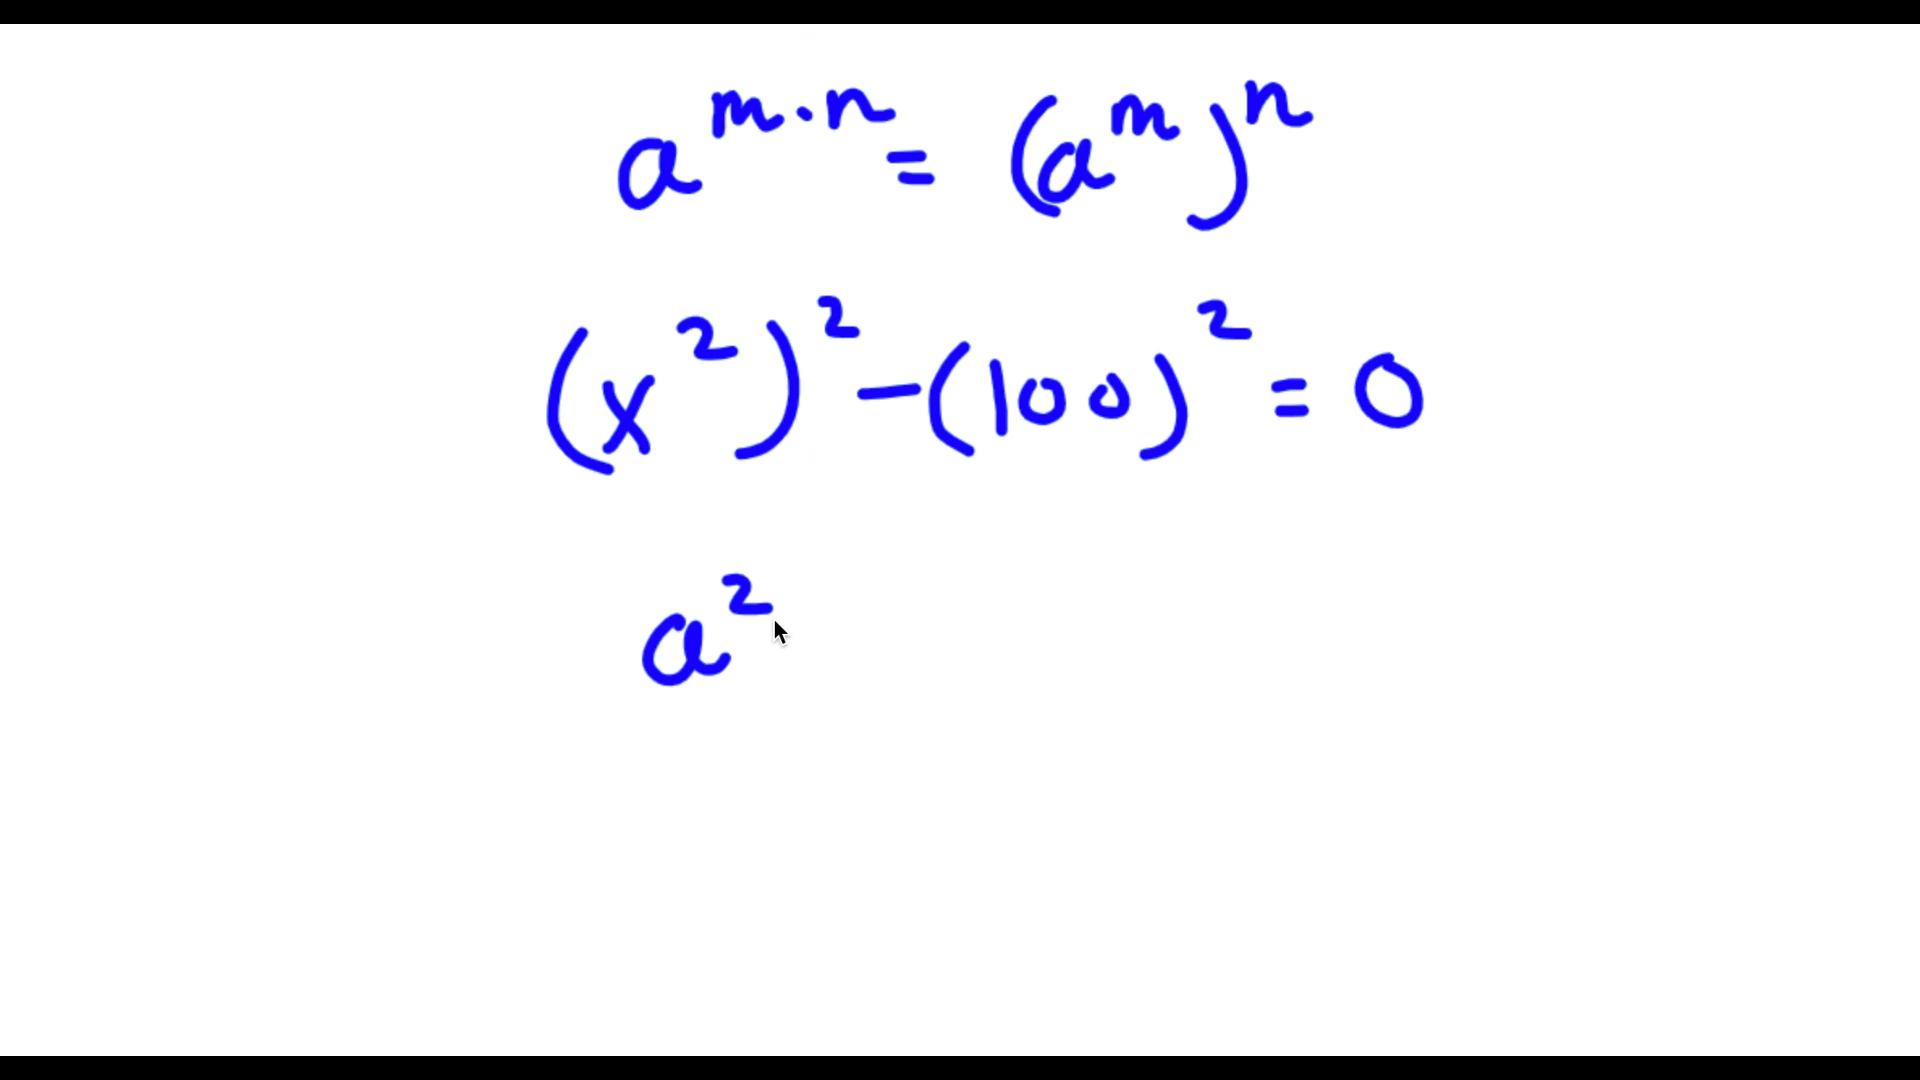 a^{m·n} = (a^m)^n
(x^2)^2 - (100)^2 = 0
a^2